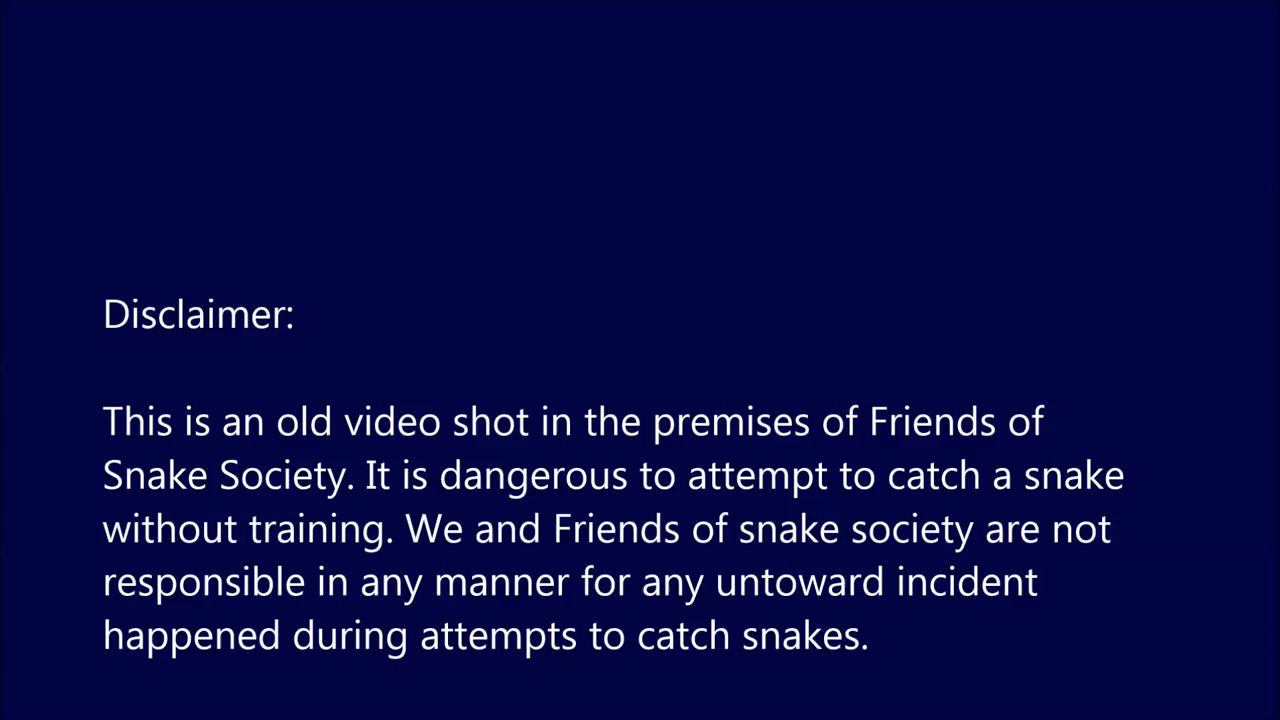 Disclaimer:
This is an old video shot in the premises of Friends of
Snake Society. It is dangerous to attempt to catch a snake
without training. We and Friends of snake society are not
responsible in any manner for any untoward incident
happened during attempts to catch snakes.